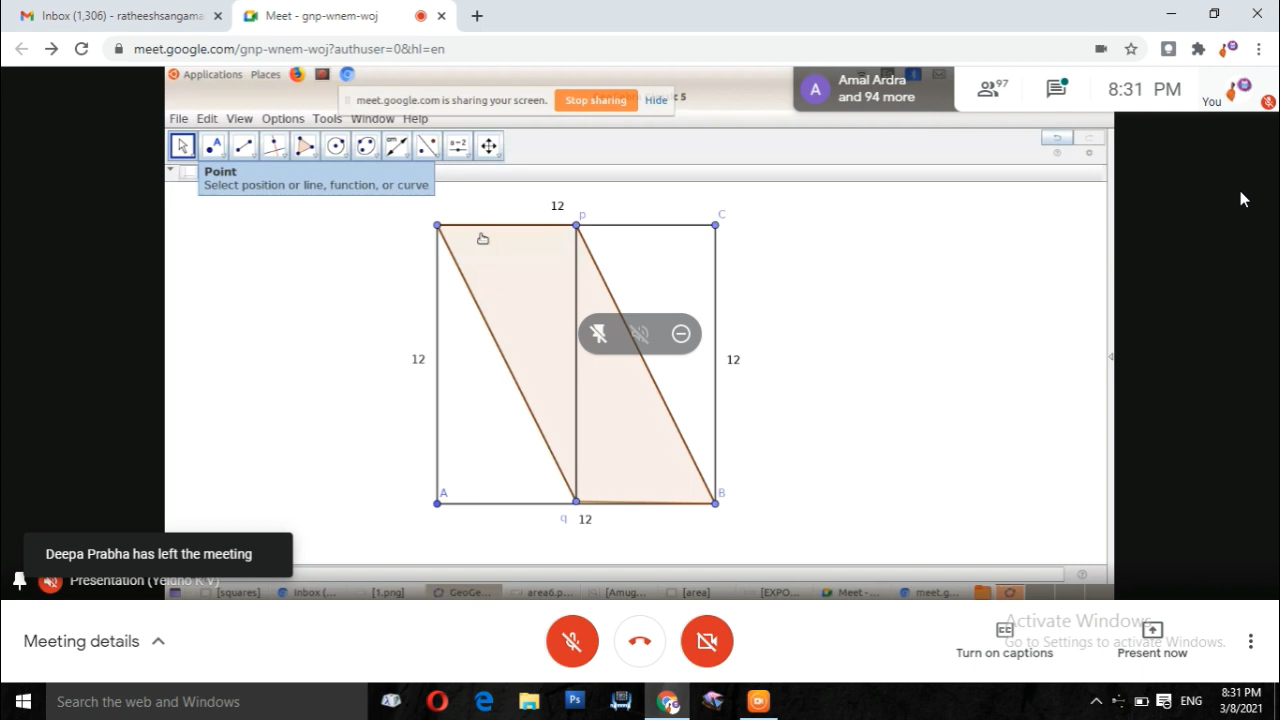 Inbox (1,306) - ratheeshsangama
Meet - gnp-wnem-woj
meet.google.com/gnp-wnem-woj?authuser=0&hl=en
Applications Places
meet.google.com is sharing your screen. Stop sharing Hide
5
A Amal Ardra
and 94 more
97
8:31 PM
You
File Edit View Options Tools Window Help
A
a=2
Point
Select position or line, function, or curve
12
p
C
12
12
A
B
q 12
Deepa Prabha has left the meeting
Presentation (Yeldho K.V)
[squares] Inbox (... [1.png] GeoGe... area6.p... [Amug... [area] [EXPO... Meet -... meet.g...
Meeting details
CC
Turn on captions
Present now
Activate Windows
Go to Settings to activate Windows.
Search the web and Windows
Ps
ENG
8:31 PM
3/8/2021